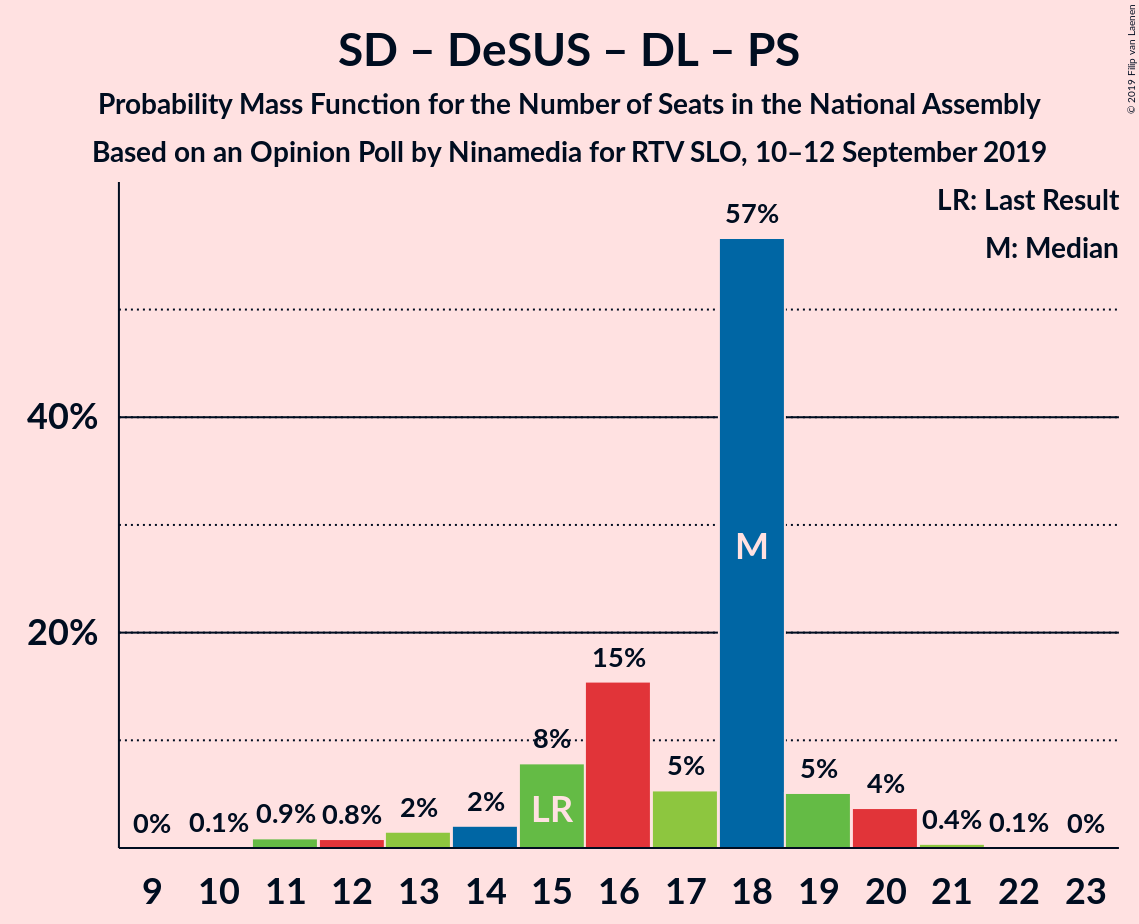 SD – DeSUS – DL – PS
Probability Mass Function for the Number of Seats in the National Assembly
Based on an Opinion Poll by Ninamedia for RTV SLO, 10–12 September 2019
© 2019 Filip van Laenen
LR: Last Result
M: Median
57%
40%
M
20%
15%
8%
5%
5%
4%
LR
2%
2%
0.9%
0.8%
0.4%
0.1%
0.1%
0%
0%
9 10 11 12 13 14 15 16 17 18 19 20 21 22 23